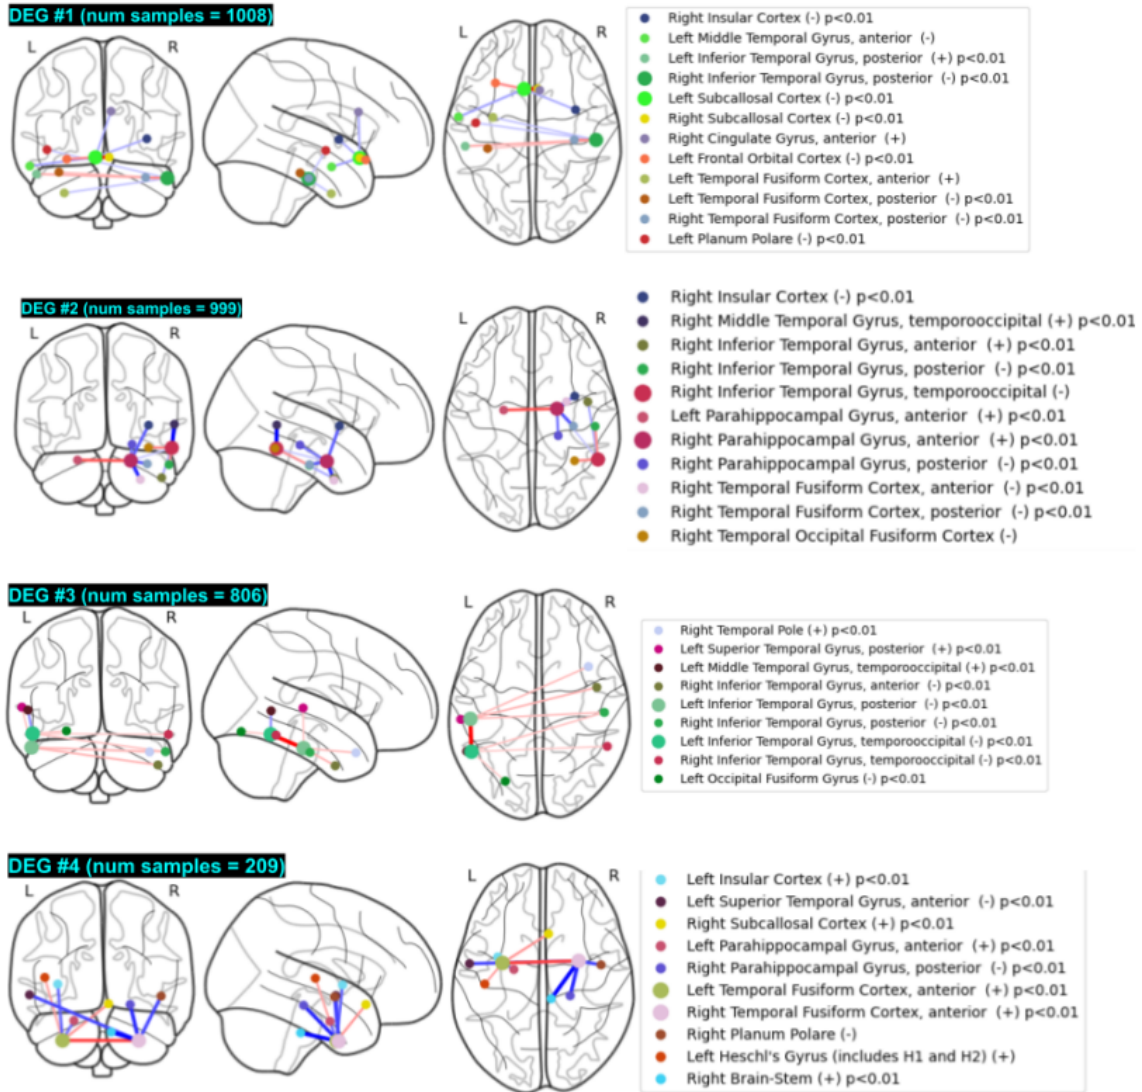 DEG #1 (num samples = 1008)
L R
L R
Right Insular Cortex (-) p<0.01
Left Middle Temporal Gyrus, anterior (-)
Left Inferior Temporal Gyrus, posterior (+) p<0.01
Right Inferior Temporal Gyrus, posterior (-) p<0.01
Left Subcallosal Cortex (-) p<0.01
Right Subcallosal Cortex (-) p<0.01
Right Cingulate Gyrus, anterior (+)
Left Frontal Orbital Cortex (-) p<0.01
Left Temporal Fusiform Cortex, anterior (+)
Left Temporal Fusiform Cortex, posterior (-) p<0.01
Right Temporal Fusiform Cortex, posterior (-) p<0.01
Left Planum Polare (-) p<0.01
DEG #2 (num samples = 999)
L R
L R
Right Insular Cortex (-) p<0.01
Right Middle Temporal Gyrus, temporooccipital (+) p<0.01
Right Inferior Temporal Gyrus, anterior (+) p<0.01
Right Inferior Temporal Gyrus, posterior (-) p<0.01
Right Inferior Temporal Gyrus, temporooccipital (-)
Left Parahippocampal Gyrus, anterior (+) p<0.01
Right Parahippocampal Gyrus, anterior (+) p<0.01
Right Parahippocampal Gyrus, posterior (-) p<0.01
Right Temporal Fusiform Cortex, anterior (-) p<0.01
Right Temporal Fusiform Cortex, posterior (-) p<0.01
Right Temporal Occipital Fusiform Cortex (-)
DEG #3 (num samples = 806)
L R
L R
Right Temporal Pole (+) p<0.01
Left Superior Temporal Gyrus, posterior (+) p<0.01
Left Middle Temporal Gyrus, temporooccipital (+) p<0.01
Right Inferior Temporal Gyrus, anterior (-) p<0.01
Left Inferior Temporal Gyrus, posterior (-) p<0.01
Right Inferior Temporal Gyrus, posterior (-) p<0.01
Left Inferior Temporal Gyrus, temporooccipital (-) p<0.01
Right Inferior Temporal Gyrus, temporooccipital (-) p<0.01
Left Occipital Fusiform Gyrus (-) p<0.01
DEG #4 (num samples = 209)
L R
L R
Left Insular Cortex (+) p<0.01
Left Superior Temporal Gyrus, anterior (-) p<0.01
Right Subcallosal Cortex (+) p<0.01
Left Parahippocampal Gyrus, anterior (+) p<0.01
Right Parahippocampal Gyrus, posterior (-) p<0.01
Left Temporal Fusiform Cortex, anterior (+) p<0.01
Right Temporal Fusiform Cortex, anterior (+) p<0.01
Right Planum Polare (-)
Left Heschl's Gyrus (includes H1 and H2) (+)
Right Brain-Stem (+) p<0.01